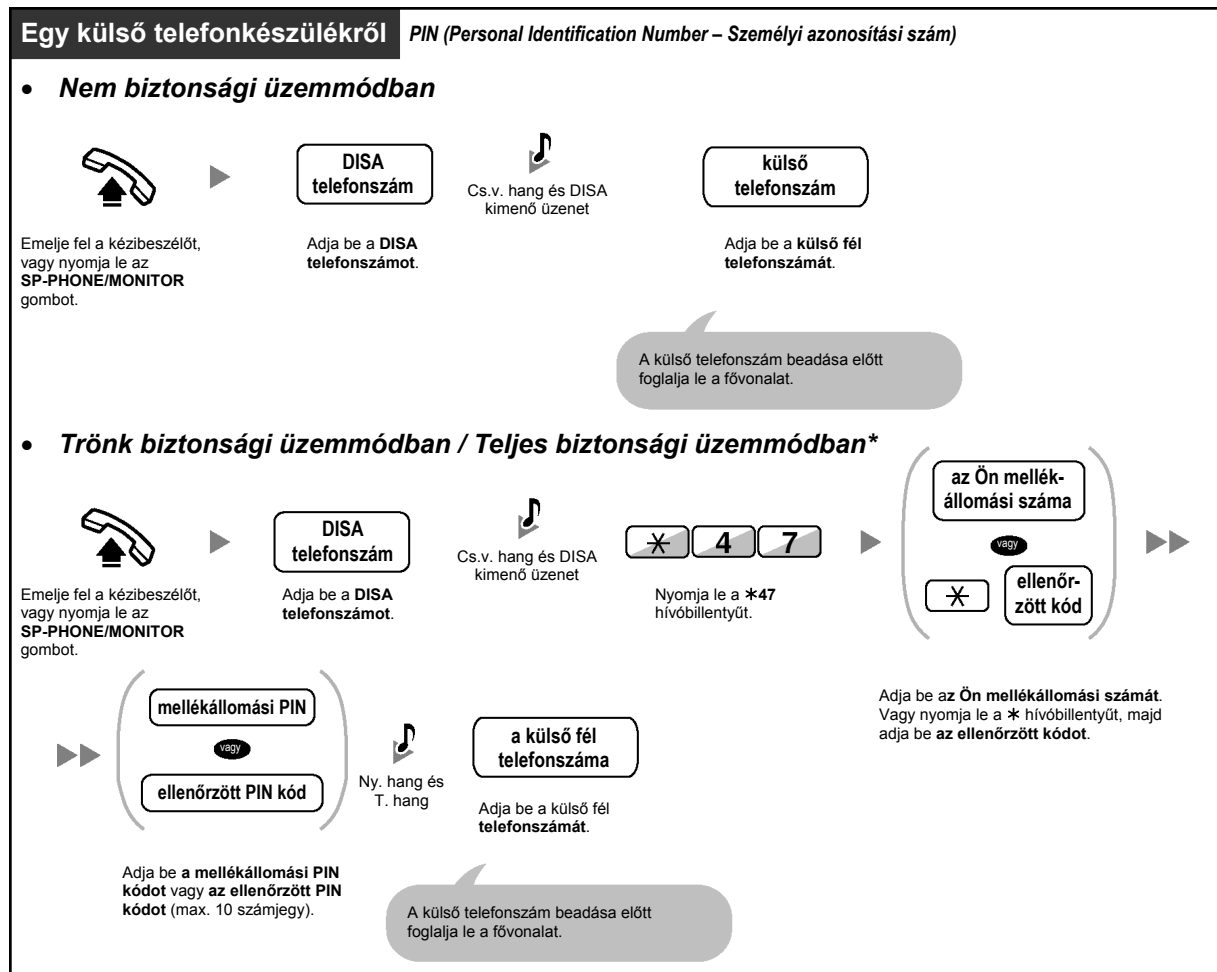 Egy külső telefonkészülékről PIN (Personal Identification Number – Személyi azonosítási szám)
• Nem biztonsági üzemmódban
DISA
telefonszám
Cs.v. hang és DISA
kimenő üzenet
külső
telefonszám
Emelje fel a kézibeszélőt,
vagy nyomja le az
SP-PHONE/MONITOR
gombot.
Adja be a DISA
telefonszámot.
Adja be a külső fél
telefonszámát.
A külső telefonszám beadása előtt
foglalja le a fővonalat.
• Trönk biztonsági üzemmódban / Teljes biztonsági üzemmódban*
DISA
telefonszám
Cs.v. hang és DISA
kimenő üzenet
* 4 7
az Ön mellék-
állomási száma
vagy
* ellenőr-
zött kód
Emelje fel a kézibeszélőt,
vagy nyomja le az
SP-PHONE/MONITOR
gombot.
Adja be a DISA
telefonszámot.
Nyomja le a *47
hívóbillentyűt.
Adja be az Ön mellékállomási számát.
Vagy nyomja le a * hívóbillentyűt, majd
adja be az ellenőrzött kódot.
mellékállomási PIN
vagy
ellenőrzött PIN kód
Ny. hang és
T. hang
a külső fél
telefonszáma
Adja be a külső fél
telefonszámát.
Adja be a mellékállomási PIN
kódot vagy az ellenőrzött PIN
kódot (max. 10 számjegy).
A külső telefonszám beadása előtt
foglalja le a fővonalat.